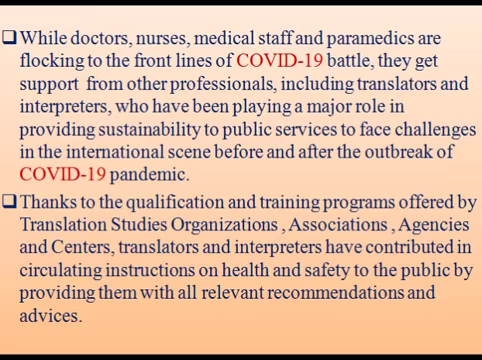 While doctors, nurses, medical staff and paramedics are
flocking to the front lines of COVID-19 battle, they get
support from other professionals, including translators and
interpreters, who have been playing a major role in
providing sustainability to public services to face challenges
in the international scene before and after the outbreak of
COVID-19 pandemic.
Thanks to the qualification and training programs offered by
Translation Studies Organizations , Associations , Agencies
and Centers, translators and interpreters have contributed in
circulating instructions on health and safety to the public by
providing them with all relevant recommendations and
advices.